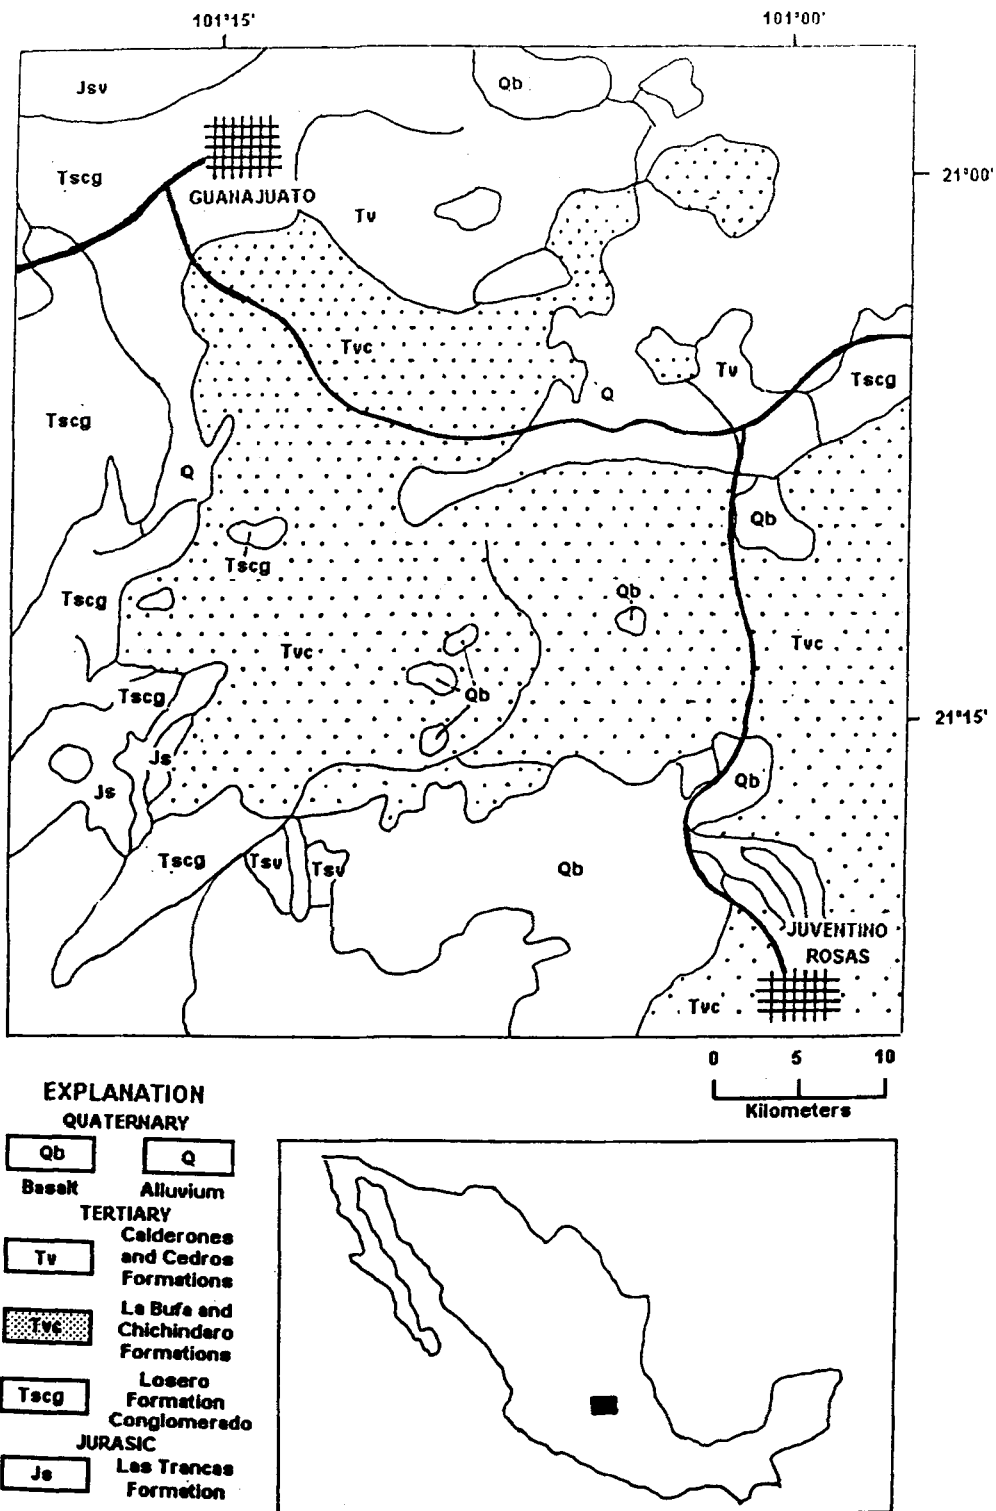 101°15'
101°00'
Jsv
Qb
Tscg
GUANAJUATO
Tv
21°00'
Tvc
Q
Tv
Tscg
Tscg
Q
Qb
Tscg
Tscg
Qb
Tvc
Tvc
Tscg
Qb
21°15'
Js
Js
Qb
Tscg
Tsv
Tsv
Qb
JUVENTINO
ROSAS
Tvc
0 5 10
Kilometers
EXPLANATION
QUATERNARY
Qb Q
Basalt Alluvium
TERTIARY
Tv
Calderones
and Cedros
Formations
Tvc
La Bufa and
Chichindaro
Formations
Tscg
Losero
Formation
Conglomerado
JURASIC
Js
Las Trancas
Formation